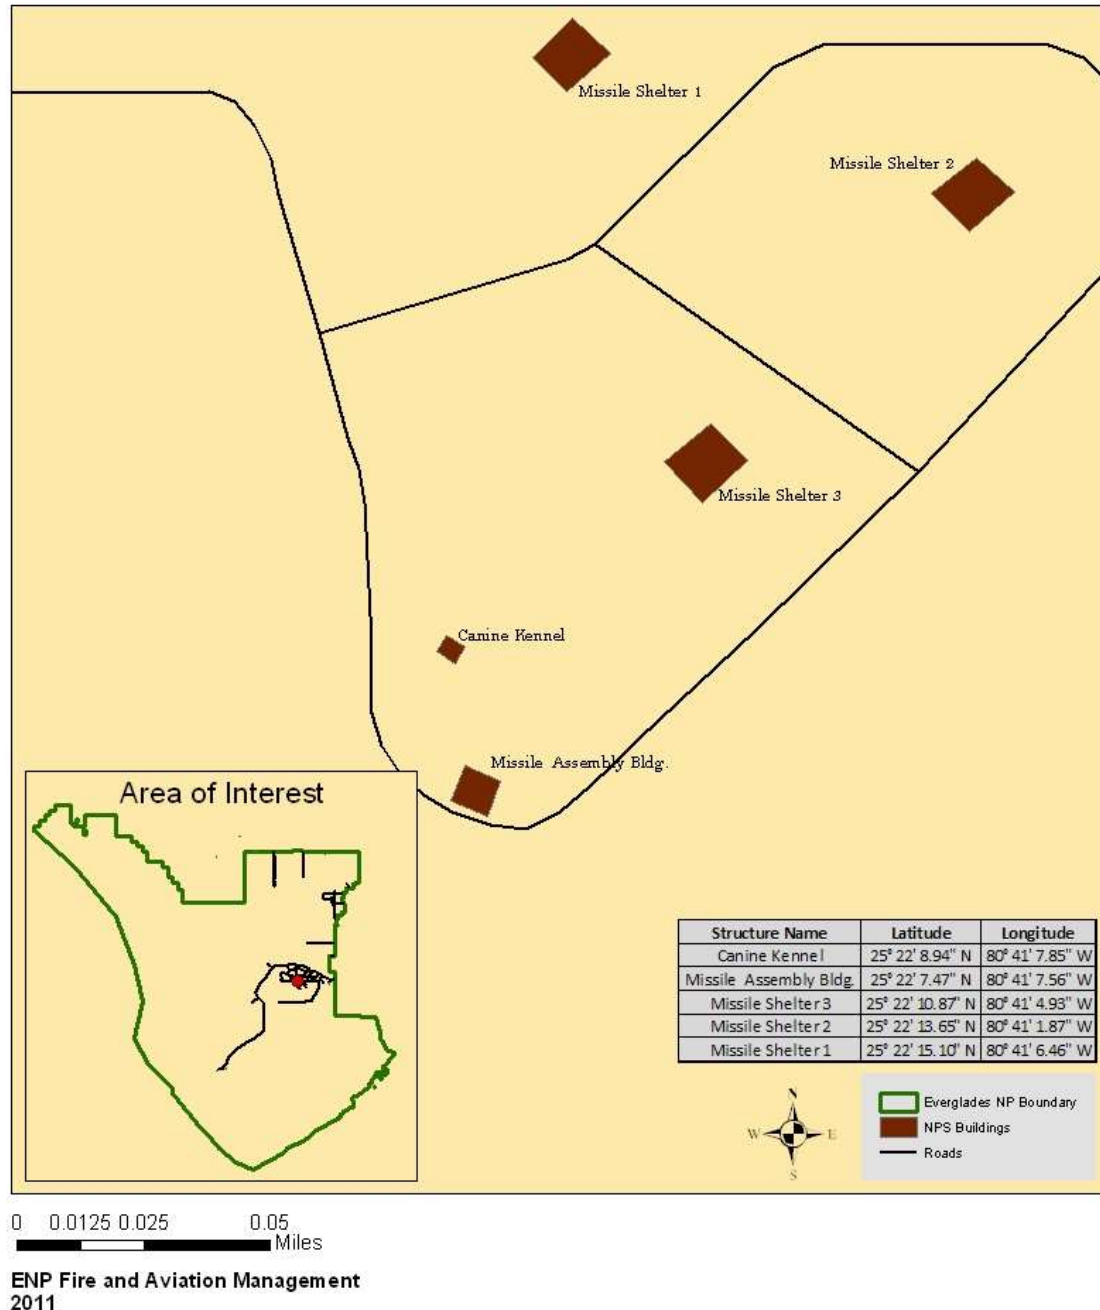 Missile Shelter 1
Missile Shelter 2
Missile Shelter 3
Canine Kennel
Missile Assembly Bldg.
Area of Interest
Structure Name Latitude Longitude
Canine Kennel 25° 22' 8.94" N 80° 41' 7.85" W
Missile Assembly Bldg. 25° 22' 7.47" N 80° 41' 7.56" W
Missile Shelter 3 25° 22' 10.87" N 80° 41' 4.93" W
Missile Shelter 2 25° 22' 13.65" N 80° 41' 1.87" W
Missile Shelter 1 25° 22' 15.10" N 80° 41' 6.46" W
N
W E
S
Everglades NP Boundary
NPS Buildings
Roads
0 0.0125 0.025 0.05
Miles
ENP Fire and Aviation Management
2011